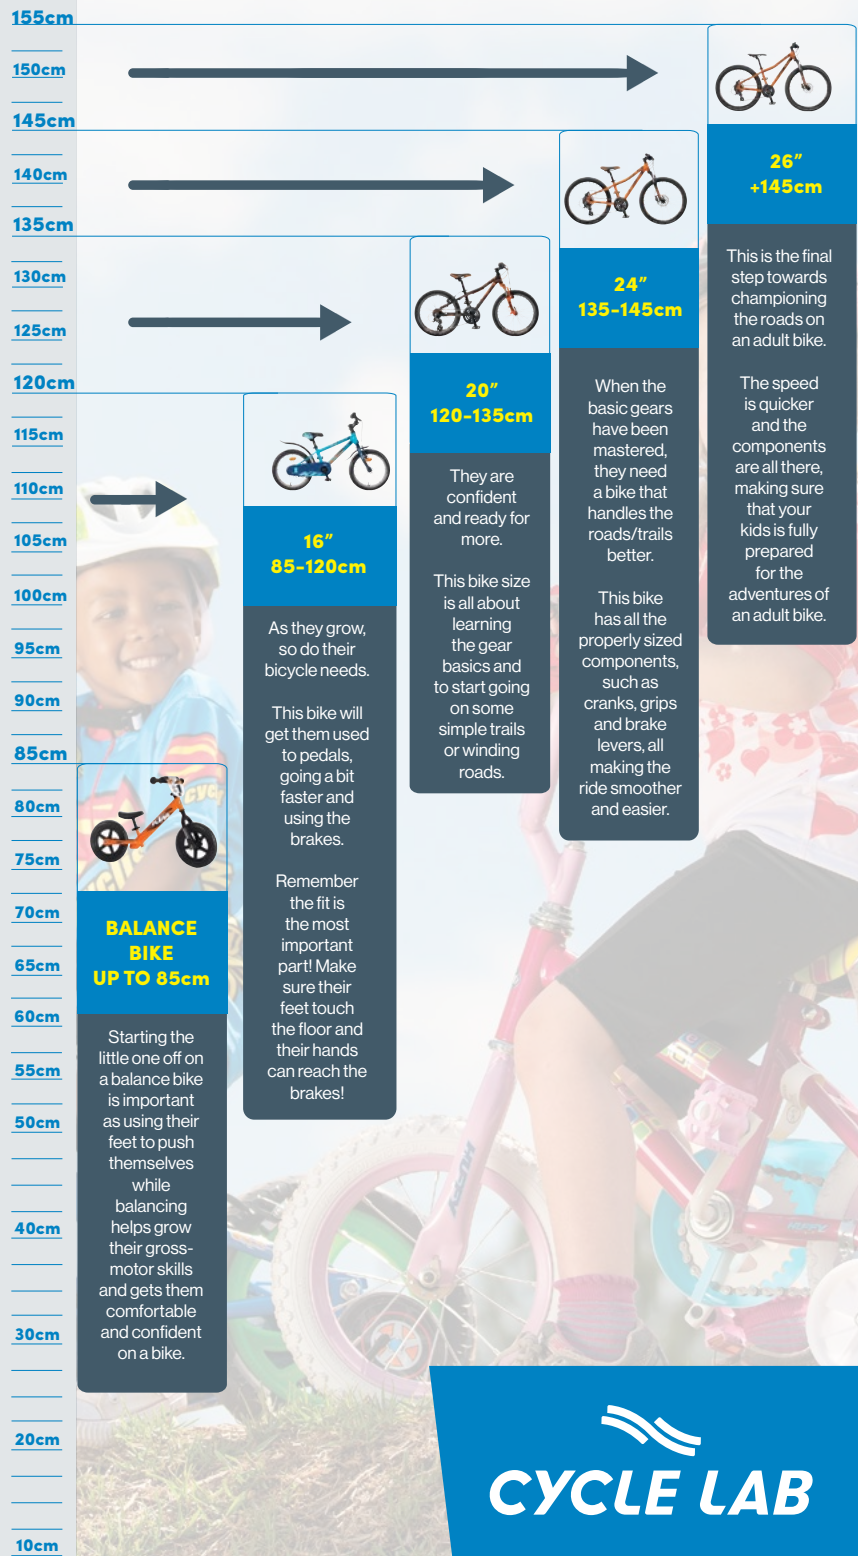 155cm
150cm
145cm
140cm
135cm
130cm
125cm
120cm
115cm
110cm
105cm
100cm
95cm
90cm
85cm
80cm
75cm
70cm
65cm
60cm
55cm
50cm
40cm
30cm
20cm
10cm
BALANCE
BIKE
UP TO 85cm
Starting the
little one off on
a balance bike
is important
as using their
feet to push
themselves
while
balancing
helps grow
their gross-
motor skills
and gets them
comfortable
and confident
on a bike.
16”
85-120cm
As they grow,
so do their
bicycle needs.
This bike will
get them used
to pedals,
going a bit
faster and
using the
brakes.
Remember
the fit is
the most
important
part! Make
sure their
feet touch
the floor and
their hands
can reach the
brakes!
20”
120-135cm
They are
confident
and ready for
more.
This bike size
is all about
learning
the gear
basics and
to start going
on some
simple trails
or winding
roads.
24”
135-145cm
When the
basic gears
have been
mastered,
they need
a bike that
handles the
roads/trails
better.
This bike
has all the
properly sized
components,
such as
cranks, grips
and brake
levers, all
making the
ride smoother
and easier.
26”
+145cm
This is the final
step towards
championing
the roads on
an adult bike.
The speed
is quicker
and the
components
are all there,
making sure
that your
kids is fully
prepared
for the
adventures of
an adult bike.
HUFFY
HUFFY
CYCLE LAB